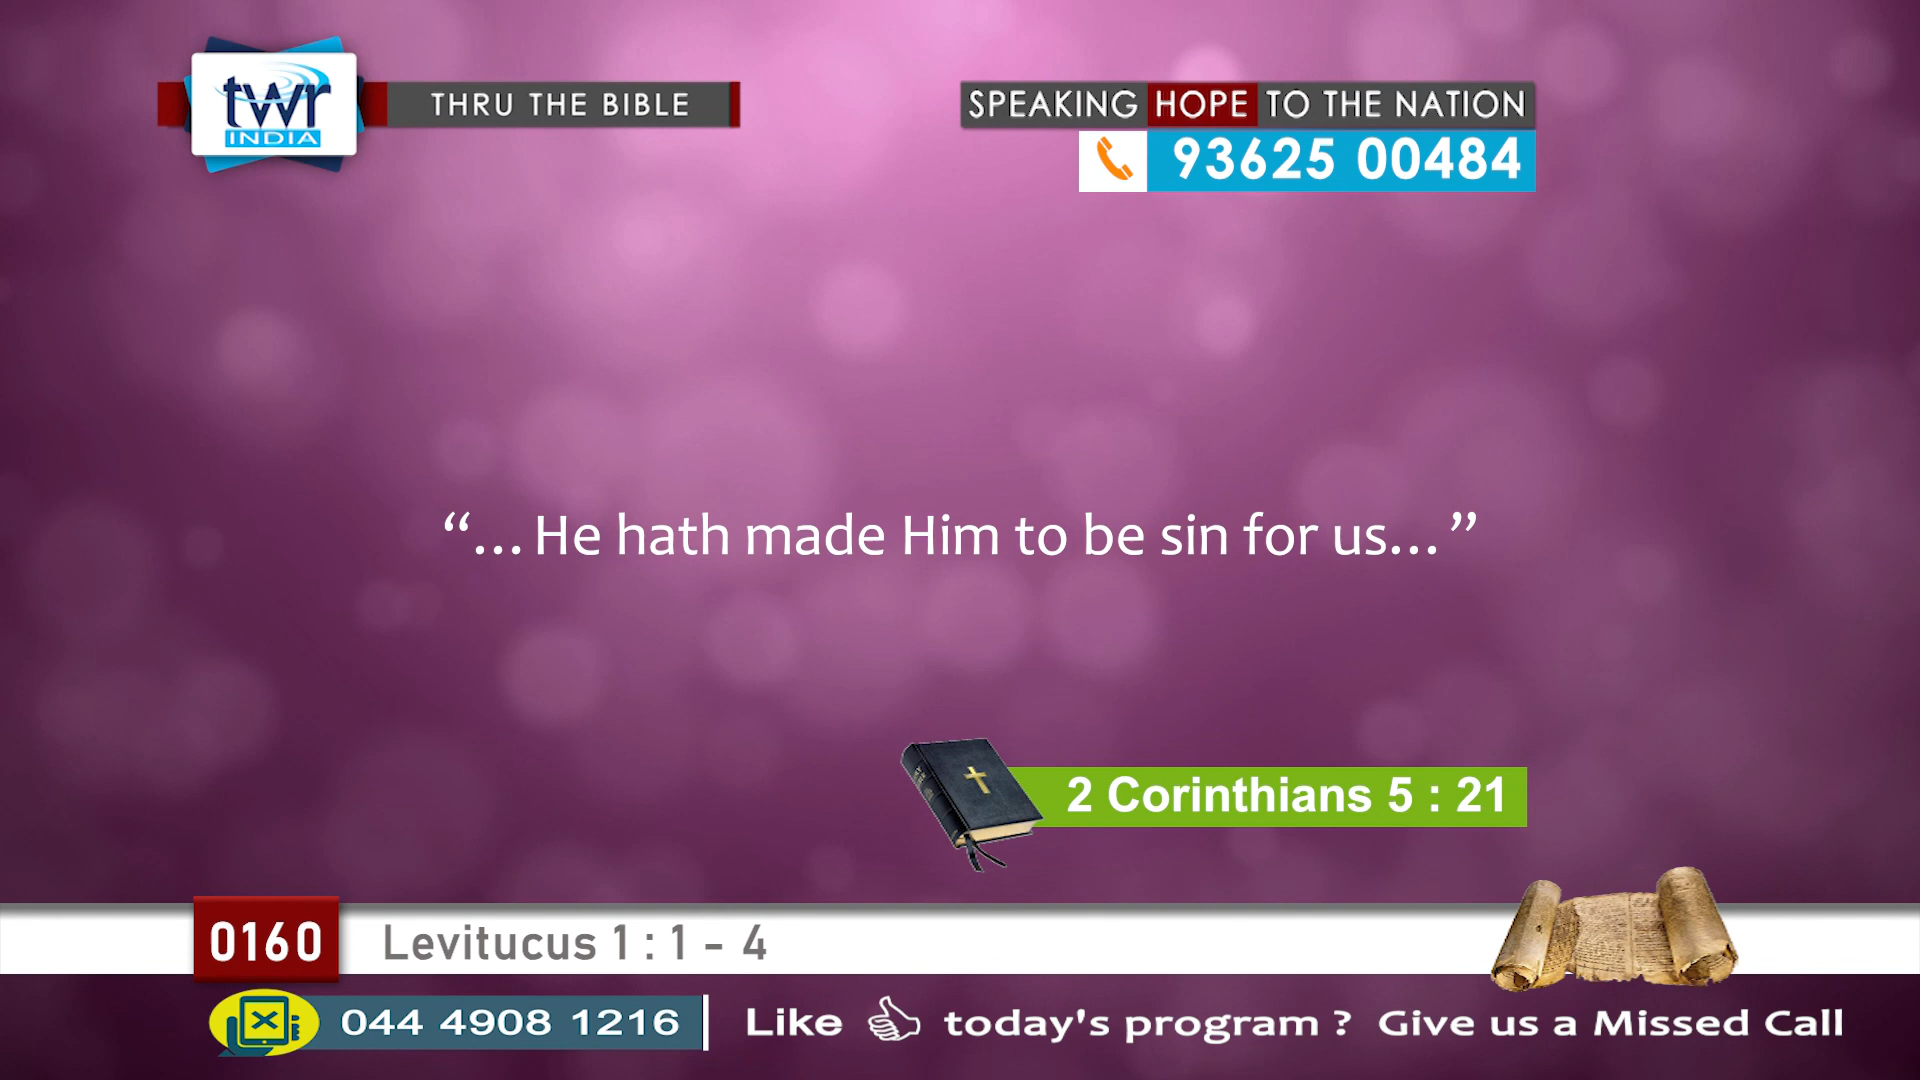 twr
INDIA
THRU THE BIBLE
SPEAKING HOPE TO THE NATION
93625 00484
“…He hath made Him to be sin for us…”
2 Corinthians 5 : 21
0160
Levitucus 1 : 1 - 4
044 4908 1216
Like today's program ? Give us a Missed Call